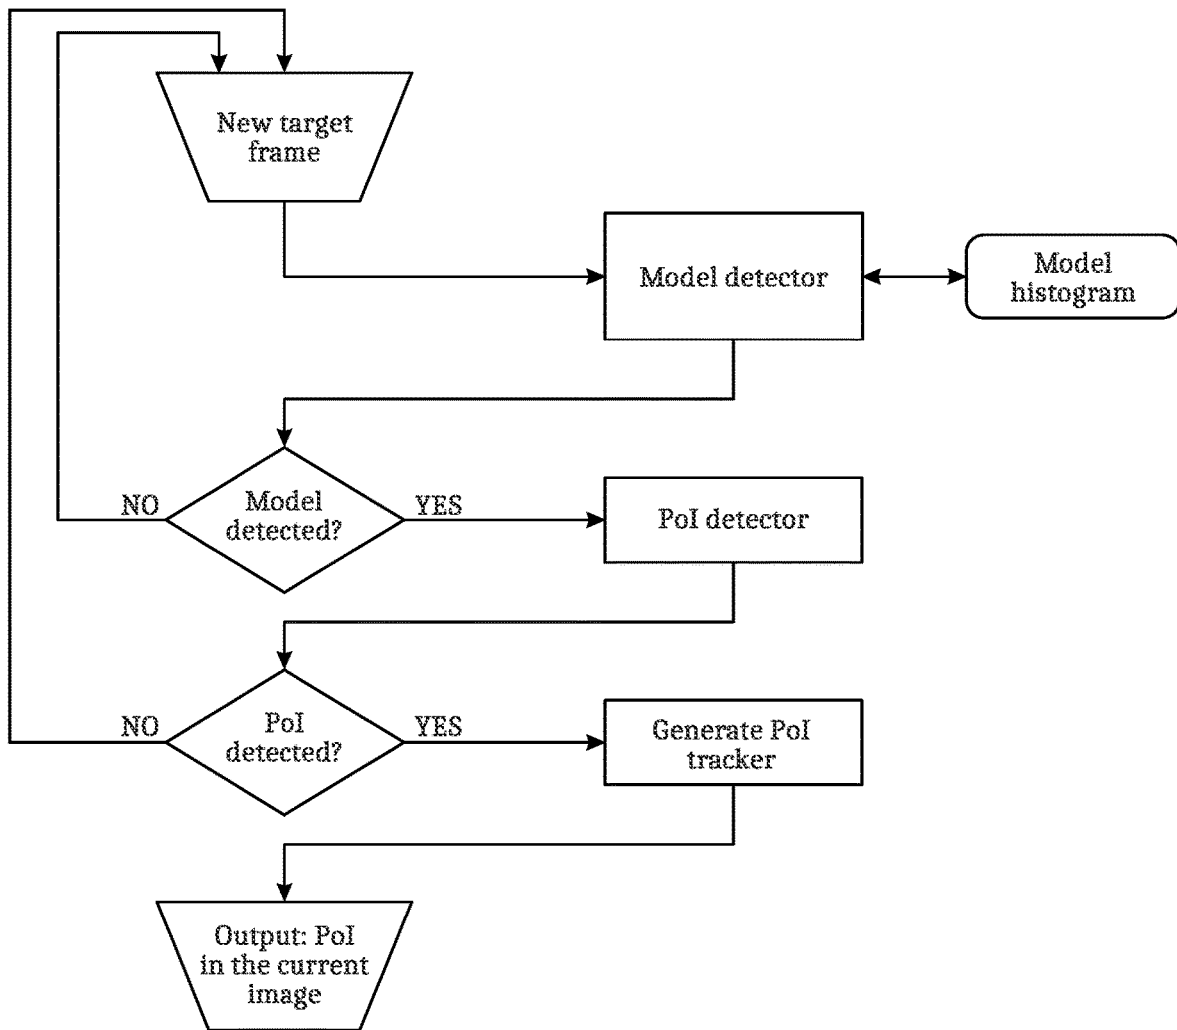 New target
frame
Model detector
Model
histogram
NO
Model
detected?
YES
PoI detector
NO
PoI
detected?
YES
Generate PoI
tracker
Output: PoI
in the current
image